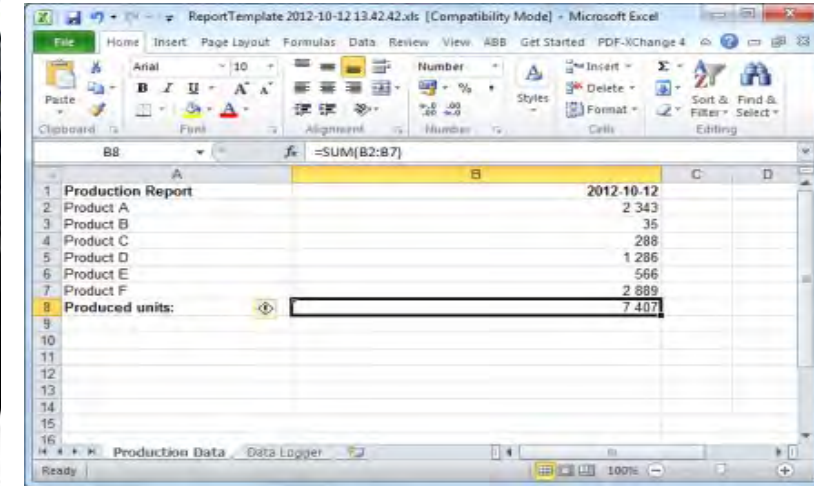 ReportTemplate 2012-10-12 13.42.42.xls [Compatibility Mode] - Microsoft Excel
File Home Insert Page Layout Formulas Data Review View ABB Get Started PDF-XChange 4
Paste
Clipboard
Arial 10
B I U A A
A
Font
Alignment
Number
%
Number
A
Styles
Insert
Delete
Format
Cells
Σ
Sort & Filter
Find & Select
Editing
B8 fx =SUM(B2:B7)
A B C D
1 Production Report 2012-10-12
2 Product A 2 343
3 Product B 35
4 Product C 288
5 Product D 1 286
6 Product E 566
7 Product F 2 889
8 Produced units: 7 407
9
10
11
12
13
14
15
16
Production Data Data Logger
Ready 100%